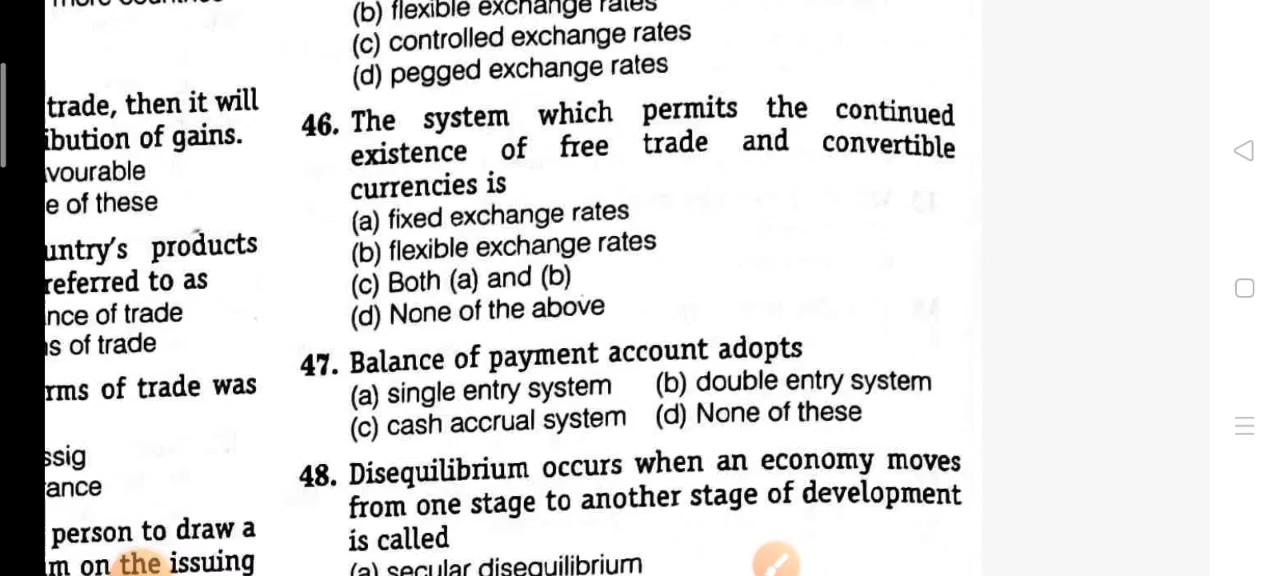 trade, then it will
ibution of gains.
vourable
e of these
untry's products
referred to as
nce of trade
s of trade
rms of trade was
ssig
ance
person to draw a
m on the issuing
(b) flexible exchange rates
(c) controlled exchange rates
(d) pegged exchange rates
46. The system which permits the continued
existence of free trade and convertible
currencies is
(a) fixed exchange rates
(b) flexible exchange rates
(c) Both (a) and (b)
(d) None of the above
47. Balance of payment account adopts
(a) single entry system (b) double entry system
(c) cash accrual system (d) None of these
48. Disequilibrium occurs when an economy moves
from one stage to another stage of development
is called
(a) secular disequilibrium